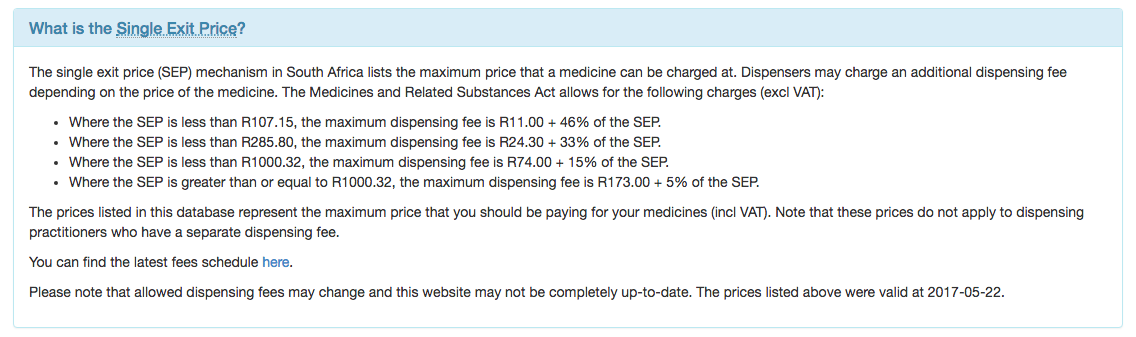 What is the Single Exit Price?
The single exit price (SEP) mechanism in South Africa lists the maximum price that a medicine can be charged at. Dispensers may charge an additional dispensing fee
depending on the price of the medicine. The Medicines and Related Substances Act allows for the following charges (excl VAT):
• Where the SEP is less than R107.15, the maximum dispensing fee is R11.00 + 46% of the SEP.
• Where the SEP is less than R285.80, the maximum dispensing fee is R24.30 + 33% of the SEP.
• Where the SEP is less than R1000.32, the maximum dispensing fee is R74.00 + 15% of the SEP.
• Where the SEP is greater than or equal to R1000.32, the maximum dispensing fee is R173.00 + 5% of the SEP.
The prices listed in this database represent the maximum price that you should be paying for your medicines (incl VAT). Note that these prices do not apply to dispensing
practitioners who have a separate dispensing fee.
You can find the latest fees schedule here.
Please note that allowed dispensing fees may change and this website may not be completely up-to-date. The prices listed above were valid at 2017-05-22.